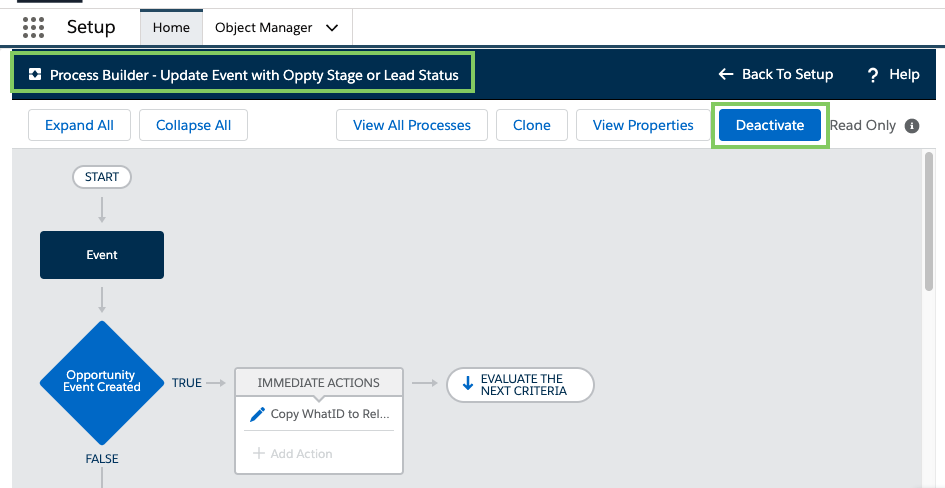 Setup
Home
Object Manager
Process Builder - Update Event with Oppty Stage or Lead Status
Back To Setup
? Help
Expand All
Collapse All
View All Processes
Clone
View Properties
Deactivate
Read Only
START
Event
Opportunity
Event Created
TRUE
IMMEDIATE ACTIONS
Copy WhatID to Rel...
+ Add Action
EVALUATE THE
NEXT CRITERIA
FALSE